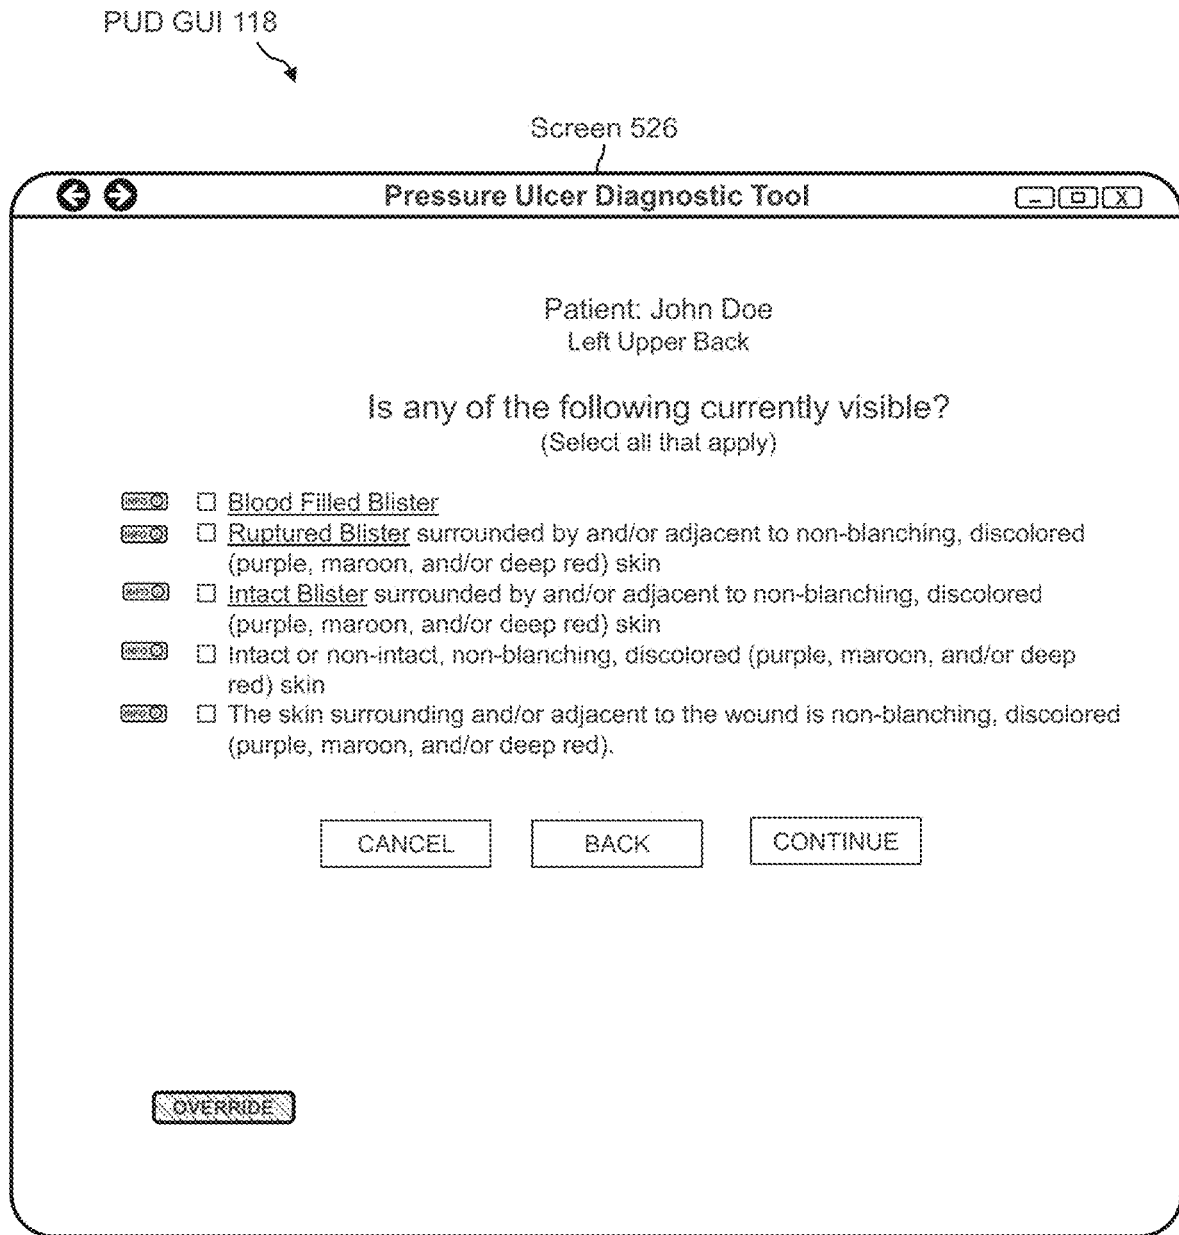 PUD GUI 118
Screen 526
Pressure Ulcer Diagnostic Tool
X
Patient: John Doe
Left Upper Back
Is any of the following currently visible?
(Select all that apply)
☐ Blood Filled Blister
☐ Ruptured Blister surrounded by and/or adjacent to non-blanching, discolored
(purple, maroon, and/or deep red) skin
☐ Intact Blister surrounded by and/or adjacent to non-blanching, discolored
(purple, maroon, and/or deep red) skin
☐ Intact or non-intact, non-blanching, discolored (purple, maroon, and/or deep
red) skin
☐ The skin surrounding and/or adjacent to the wound is non-blanching, discolored
(purple, maroon, and/or deep red).
CANCEL BACK CONTINUE
OVERRIDE